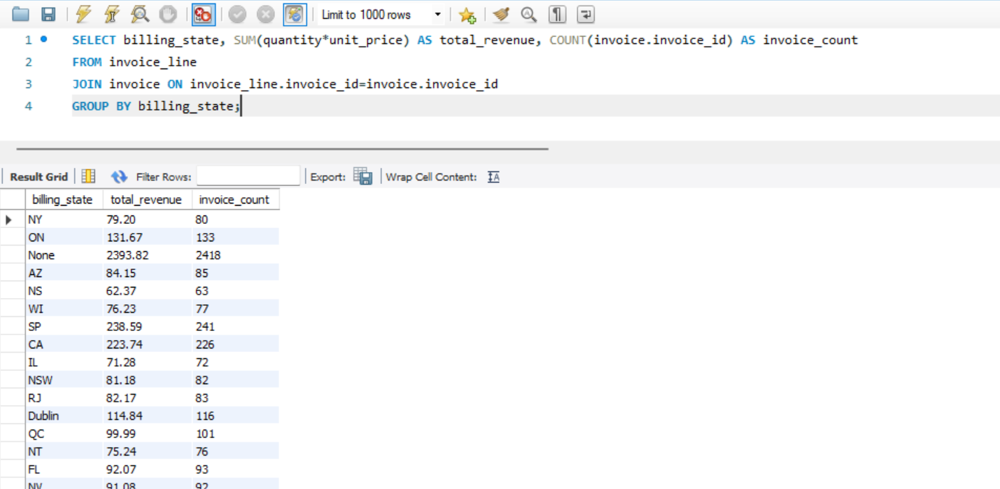 Limit to 1000 rows
1 SELECT billing_state, SUM(quantity*unit_price) AS total_revenue, COUNT(invoice.invoice_id) AS invoice_count
2 FROM invoice_line
3 JOIN invoice ON invoice_line.invoice_id=invoice.invoice_id
4 GROUP BY billing_state;
Result Grid Filter Rows: Export: Wrap Cell Content: IA
billing_state total_revenue invoice_count
NY 79.20 80
ON 131.67 133
None 2393.82 2418
AZ 84.15 85
NS 62.37 63
WI 76.23 77
SP 238.59 241
CA 223.74 226
IL 71.28 72
NSW 81.18 82
RJ 82.17 83
Dublin 114.84 116
QC 99.99 101
NT 75.24 76
FL 92.07 93
NV 91.08 92